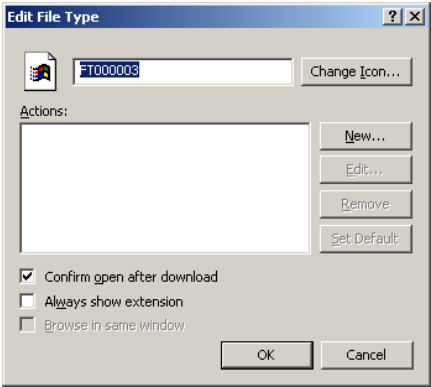 Edit File Type
FT000003
Change Icon...
Actions:
New...
Edit...
Remove
Set Default
Confirm open after download
Always show extension
Browse in same window
OK
Cancel